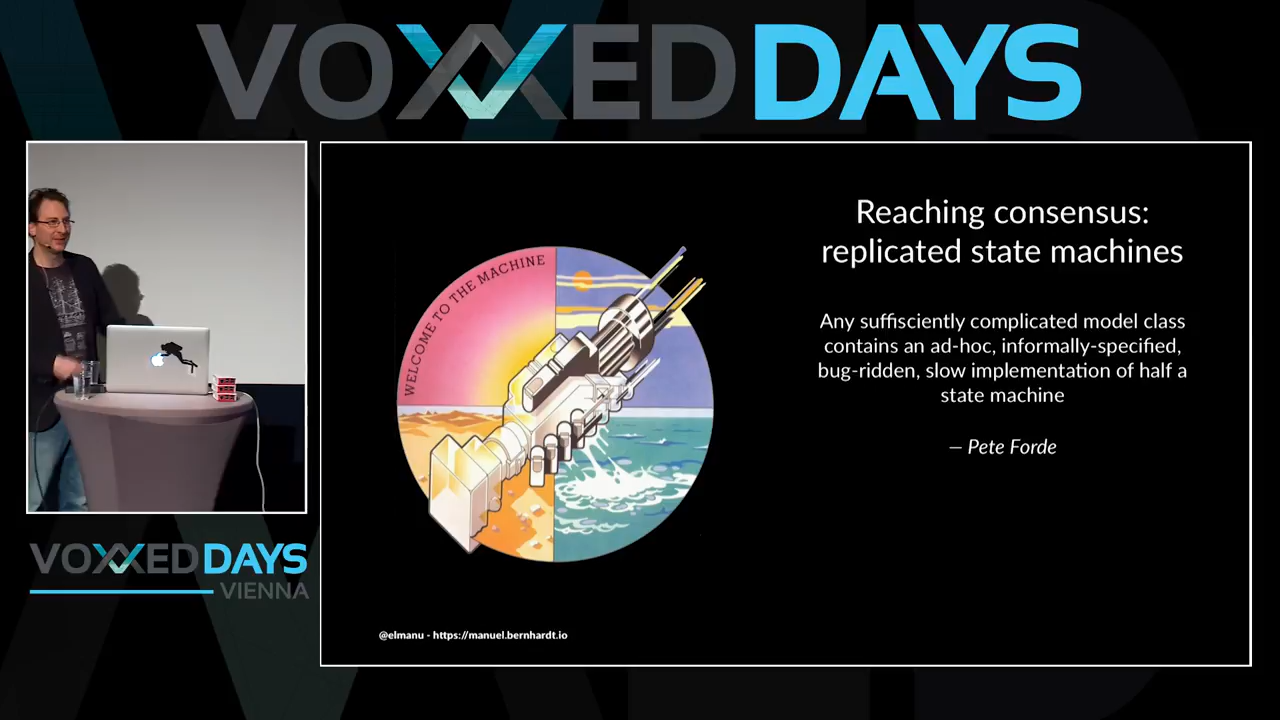 VOXXED DAYS
WELCOME TO THE MACHINE
Reaching consensus:
replicated state machines
Any suffisciently complicated model class
contains an ad-hoc, informally-specified,
bug-ridden, slow implementation of half a
state machine
— Pete Forde
VOXXED DAYS
VIENNA
@elmanu - https://manuel.bernhardt.io